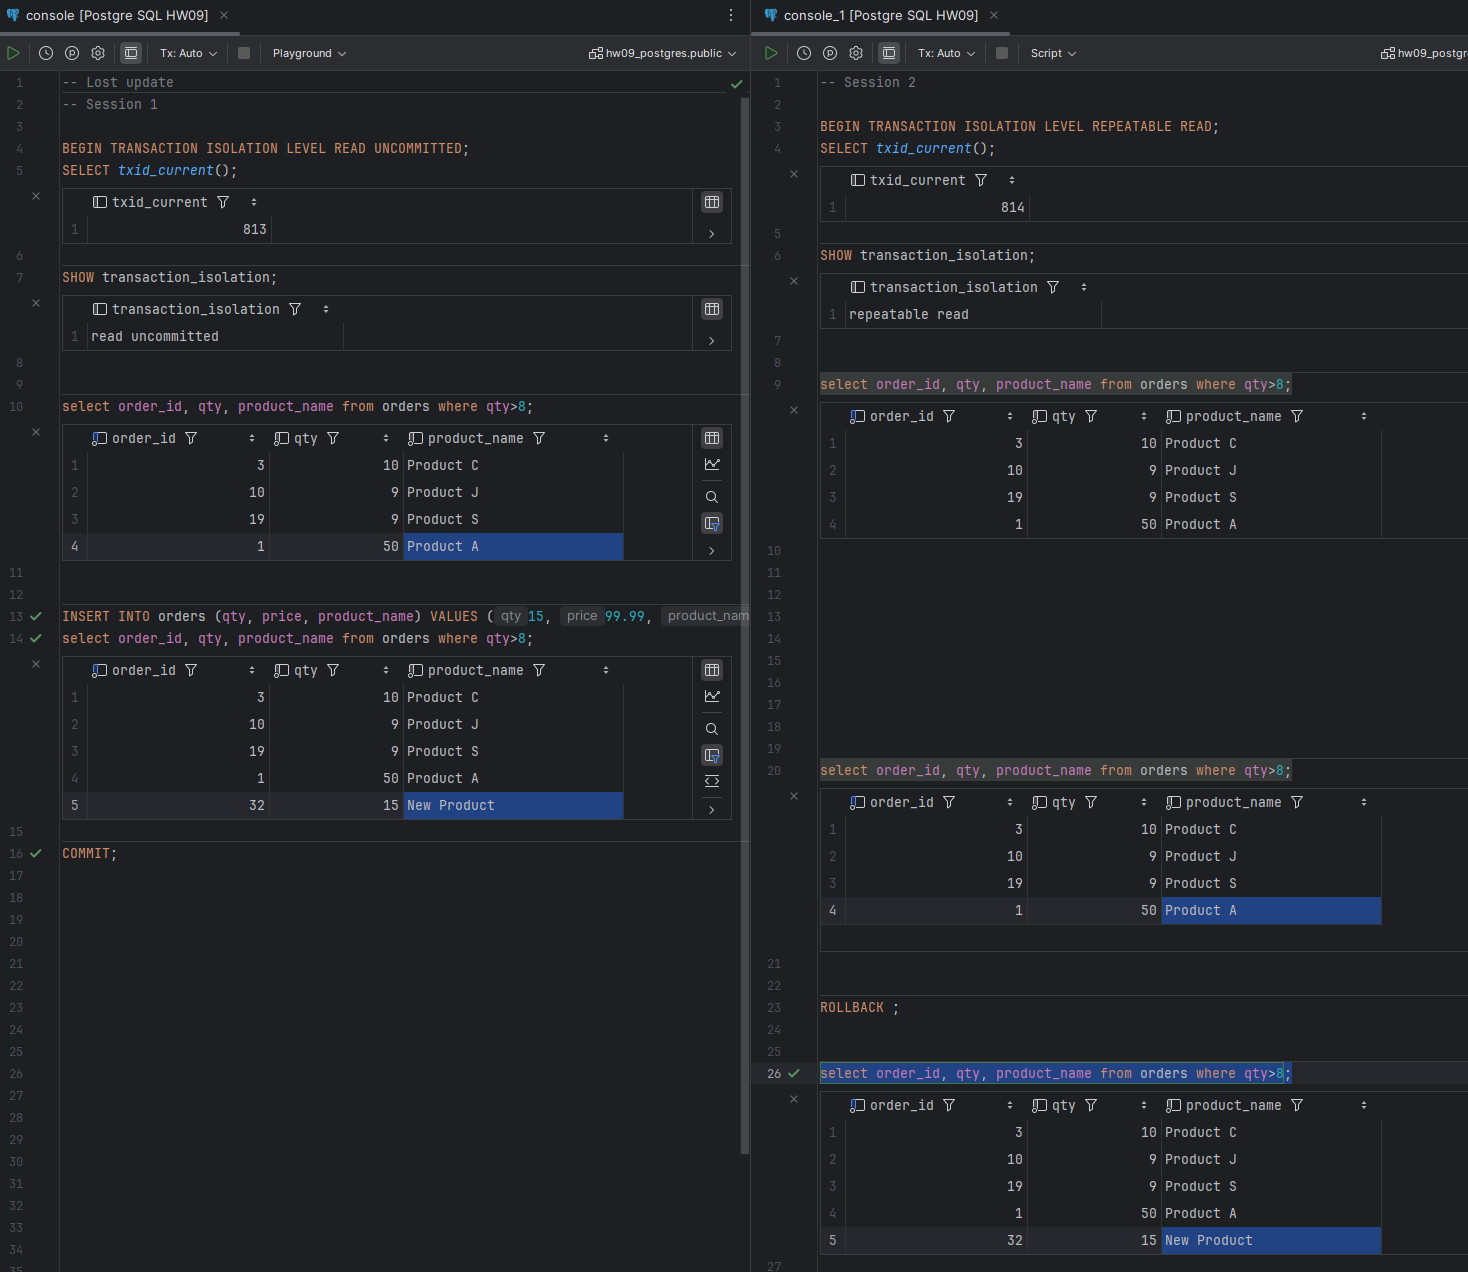 console [Postgre SQL HW09]
Tx: Auto
Playground
hw09_postgres.public
1 -- Lost update
2 -- Session 1
3
4 BEGIN TRANSACTION ISOLATION LEVEL READ UNCOMMITTED;
5 SELECT txid_current();
txid_current
1 813
6
7 SHOW transaction_isolation;
transaction_isolation
1 read uncommitted
8
9
10 select order_id, qty, product_name from orders where qty>8;
order_id qty product_name
1 3 10 Product C
2 10 9 Product J
3 19 9 Product S
4 1 50 Product A
11
12
13 INSERT INTO orders (qty, price, product_name) VALUES ( qty 15, price 99.99, product_nam
14 select order_id, qty, product_name from orders where qty>8;
order_id qty product_name
1 3 10 Product C
2 10 9 Product J
3 19 9 Product S
4 1 50 Product A
5 32 15 New Product
15
16 COMMIT;
17
18
19
20
21
22
23
24
25
26
27
28
29
30
31
32
33
34
35
console_1 [Postgre SQL HW09]
Tx: Auto
Script
hw09_postgr
1 -- Session 2
2
3 BEGIN TRANSACTION ISOLATION LEVEL REPEATABLE READ;
4 SELECT txid_current();
txid_current
1 814
5
6 SHOW transaction_isolation;
transaction_isolation
1 repeatable read
7
8
9 select order_id, qty, product_name from orders where qty>8;
order_id qty product_name
1 3 10 Product C
2 10 9 Product J
3 19 9 Product S
4 1 50 Product A
10
11
12
13
14
15
16
17
18
19
20 select order_id, qty, product_name from orders where qty>8;
order_id qty product_name
1 3 10 Product C
2 10 9 Product J
3 19 9 Product S
4 1 50 Product A
21
22
23 ROLLBACK ;
24
25
26 select order_id, qty, product_name from orders where qty>8;
order_id qty product_name
1 3 10 Product C
2 10 9 Product J
3 19 9 Product S
4 1 50 Product A
5 32 15 New Product
27